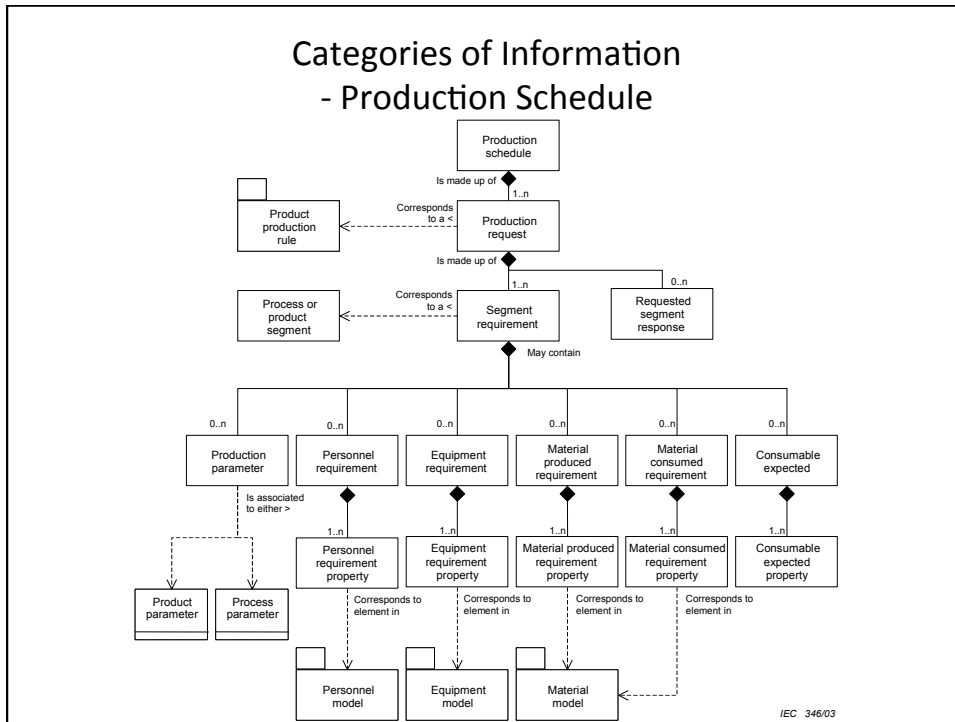 Categories of Information
- Production Schedule
Production
schedule
Is made up of
1..n
Product
production
rule
Corresponds
to a <
Production
request
Is made up of
1..n
0..n
Process or
product
segment
Corresponds
to a <
Segment
requirement
Requested
segment
response
May contain
0..n
0..n
0..n
0..n
0..n
0..n
Production
parameter
Personnel
requirement
Equipment
requirement
Material
produced
requirement
Material
consumed
requirement
Consumable
expected
Is associated
to either >
1..n
1..n
1..n
1..n
1..n
Personnel
requirement
property
Equipment
requirement
property
Material produced
requirement
property
Material consumed
requirement
property
Consumable
expected
property
Product
parameter
Process
parameter
Corresponds to
element in
Corresponds to
element in
Corresponds to
element in
Corresponds to
element in
Personnel
model
Equipment
model
Material
model
IEC 346/03